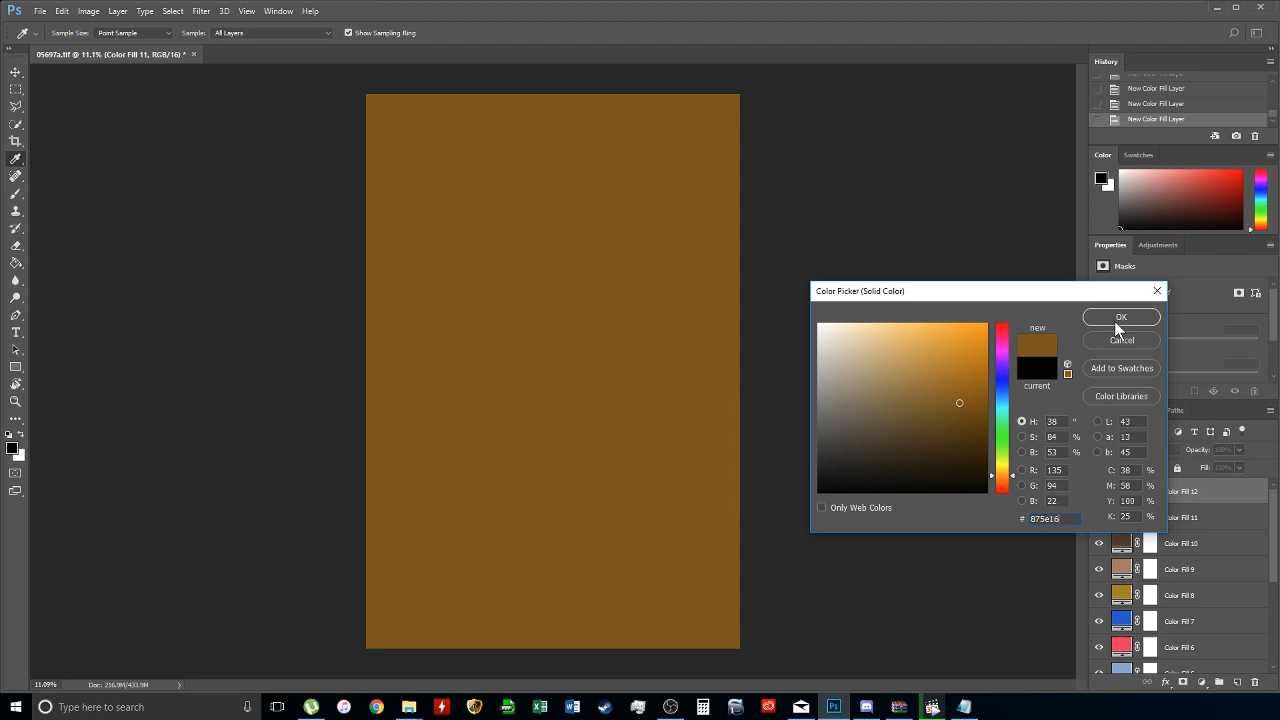 Ps File Edit Image Layer Type Select Filter 3D View Window Help
Sample Size: Point Sample Sample: All Layers Show Sampling Ring
05697a.tif @ 11.1% (Color Fill 11, RGB/16) * ×
History
New Color Fill Layer
New Color Fill Layer
New Color Fill Layer
Color Swatches
Properties Adjustments
Masks
Color Picker (Solid Color)
new
current
OK
Cancel
Add to Swatches
Color Libraries
H: 38 °
S: 84 %
B: 53 %
R: 135
G: 94
B: 22
# 875e16
L: 43
a: 13
b: 45
C: 38 %
M: 58 %
Y: 100 %
K: 25 %
Only Web Colors
Paths
Opacity: 100%
Fill: 100%
Fill 12
Fill 11
Color Fill 10
Color Fill 9
Color Fill 8
Color Fill 7
Color Fill 6
11.09% Doc: 216.9M/433.9M
Type here to search